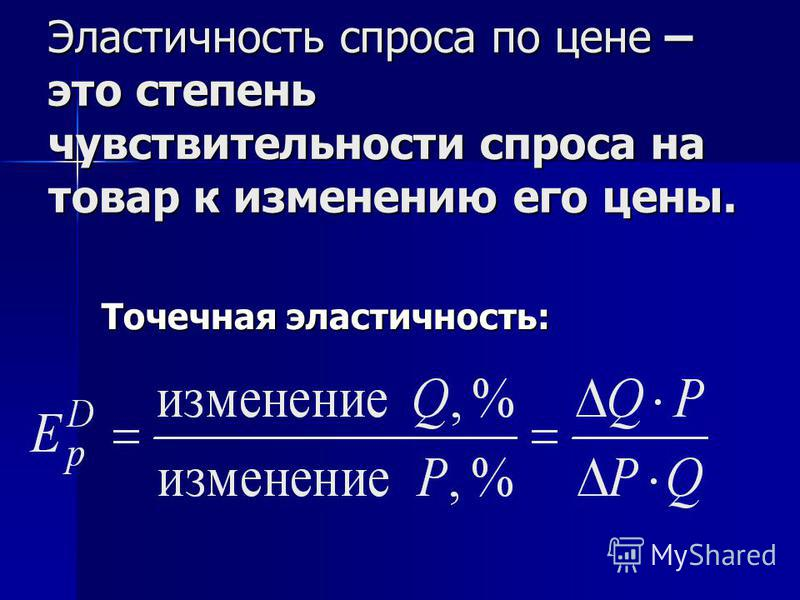 Эластичность спроса по цене –
это степень
чувствительности спроса на
товар к изменению его цены.
Точечная эластичность:
E_p^D = изменение Q, % / изменение P, % = ΔQ · P / ΔP · Q
MyShared